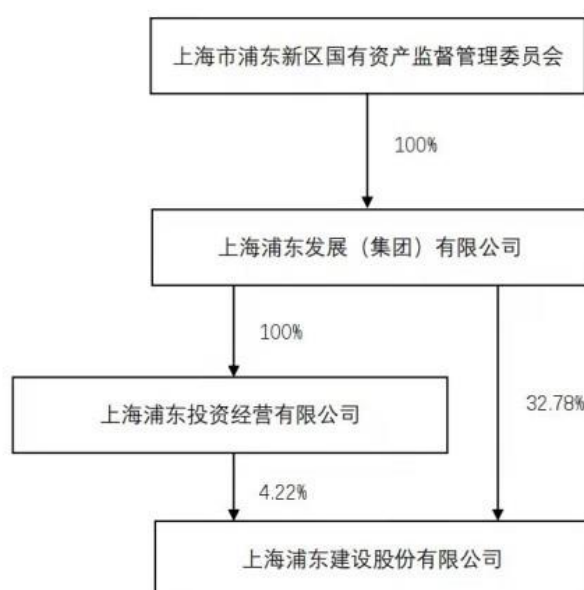 上海市浦东新区国有资产监督管理委员会
100%
上海浦东发展（集团）有限公司
100%
32.78%
上海浦东投资经营有限公司
4.22%
上海浦东建设股份有限公司